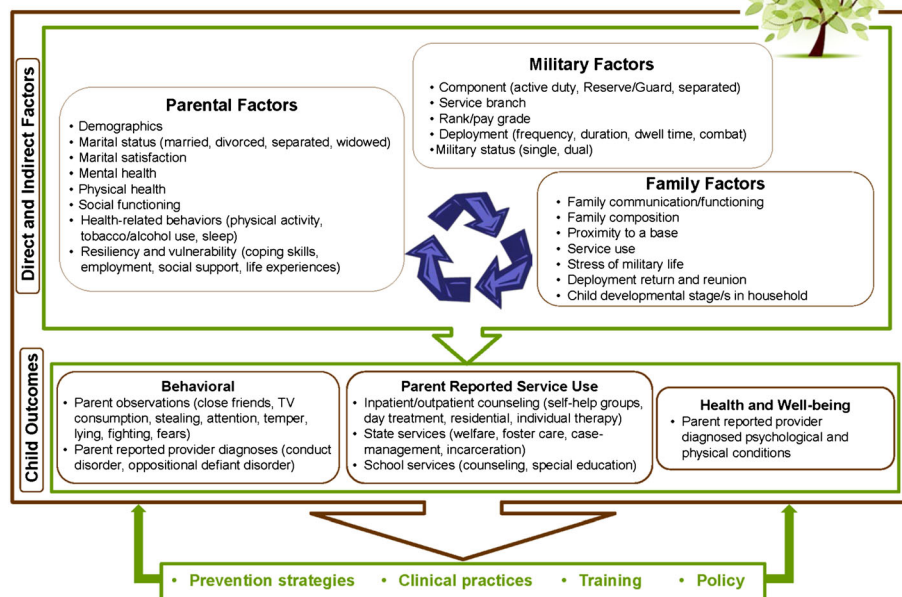 Direct and Indirect Factors
Parental Factors
• Demographics
• Marital status (married, divorced, separated, widowed)
• Marital satisfaction
• Mental health
• Physical health
• Social functioning
• Health-related behaviors (physical activity,
tobacco/alcohol use, sleep)
• Resiliency and vulnerability (coping skills,
employment, social support, life experiences)
Military Factors
• Component (active duty, Reserve/Guard, separated)
• Service branch
• Rank/pay grade
• Deployment (frequency, duration, dwell time, combat)
• Military status (single, dual)
Family Factors
• Family communication/functioning
• Family composition
• Proximity to a base
• Service use
• Stress of military life
• Deployment return and reunion
• Child developmental stage/s in household
Child Outcomes
Behavioral
• Parent observations (close friends, TV
consumption, stealing, attention, temper,
lying, fighting, fears)
• Parent reported provider diagnoses (conduct
disorder, oppositional defiant disorder)
Parent Reported Service Use
• Inpatient/outpatient counseling (self-help groups,
day treatment, residential, individual therapy)
• State services (welfare, foster care, case-
management, incarceration)
• School services (counseling, special education)
Health and Well-being
• Parent reported provider
diagnosed psychological and
physical conditions
• Prevention strategies • Clinical practices • Training • Policy